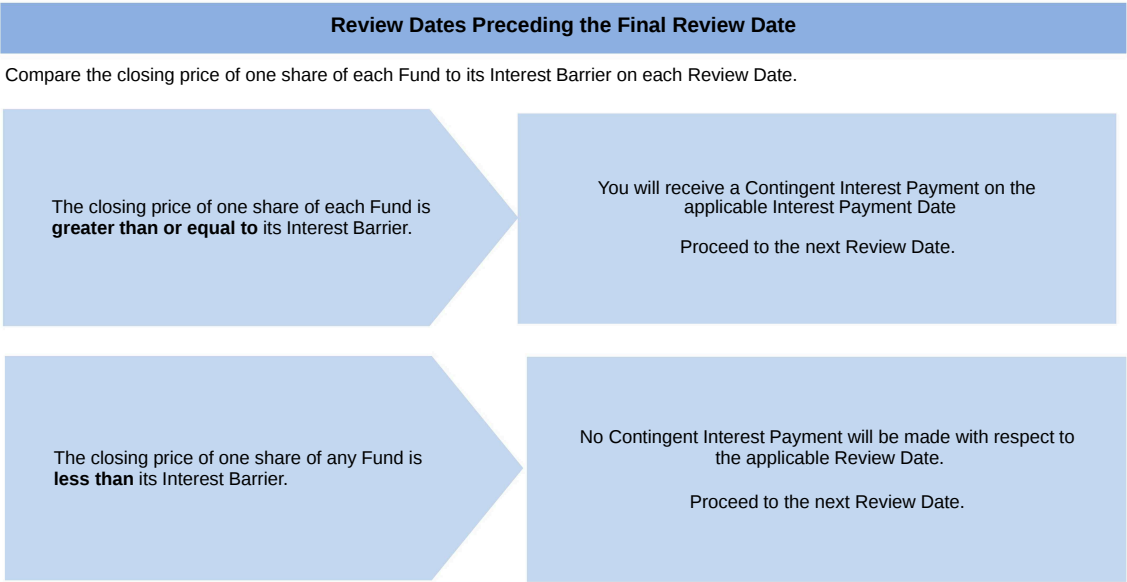 Review Dates Preceding the Final Review Date
Compare the closing price of one share of each Fund to its Interest Barrier on each Review Date.
The closing price of one share of each Fund is
greater than or equal to its Interest Barrier.
You will receive a Contingent Interest Payment on the
applicable Interest Payment Date
Proceed to the next Review Date.
The closing price of one share of any Fund is
less than its Interest Barrier.
No Contingent Interest Payment will be made with respect to
the applicable Review Date.
Proceed to the next Review Date.